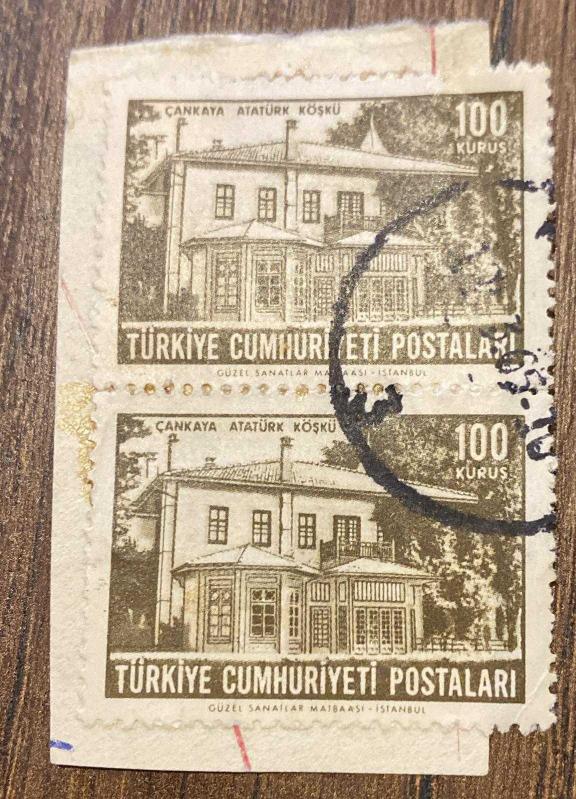 ÇANKAYA ATATÜRK KÖŞKÜ
100
KURUŞ
TÜRKİYE CUMHURİYETİ POSTALARI
GÜZEL SANATLAR MATBAASI - İSTANBUL
ÇANKAYA ATATÜRK KÖŞKÜ
100
KURUŞ
TÜRKİYE CUMHURİYETİ POSTALARI
GÜZEL SANATLAR MATBAASI - İSTANBUL